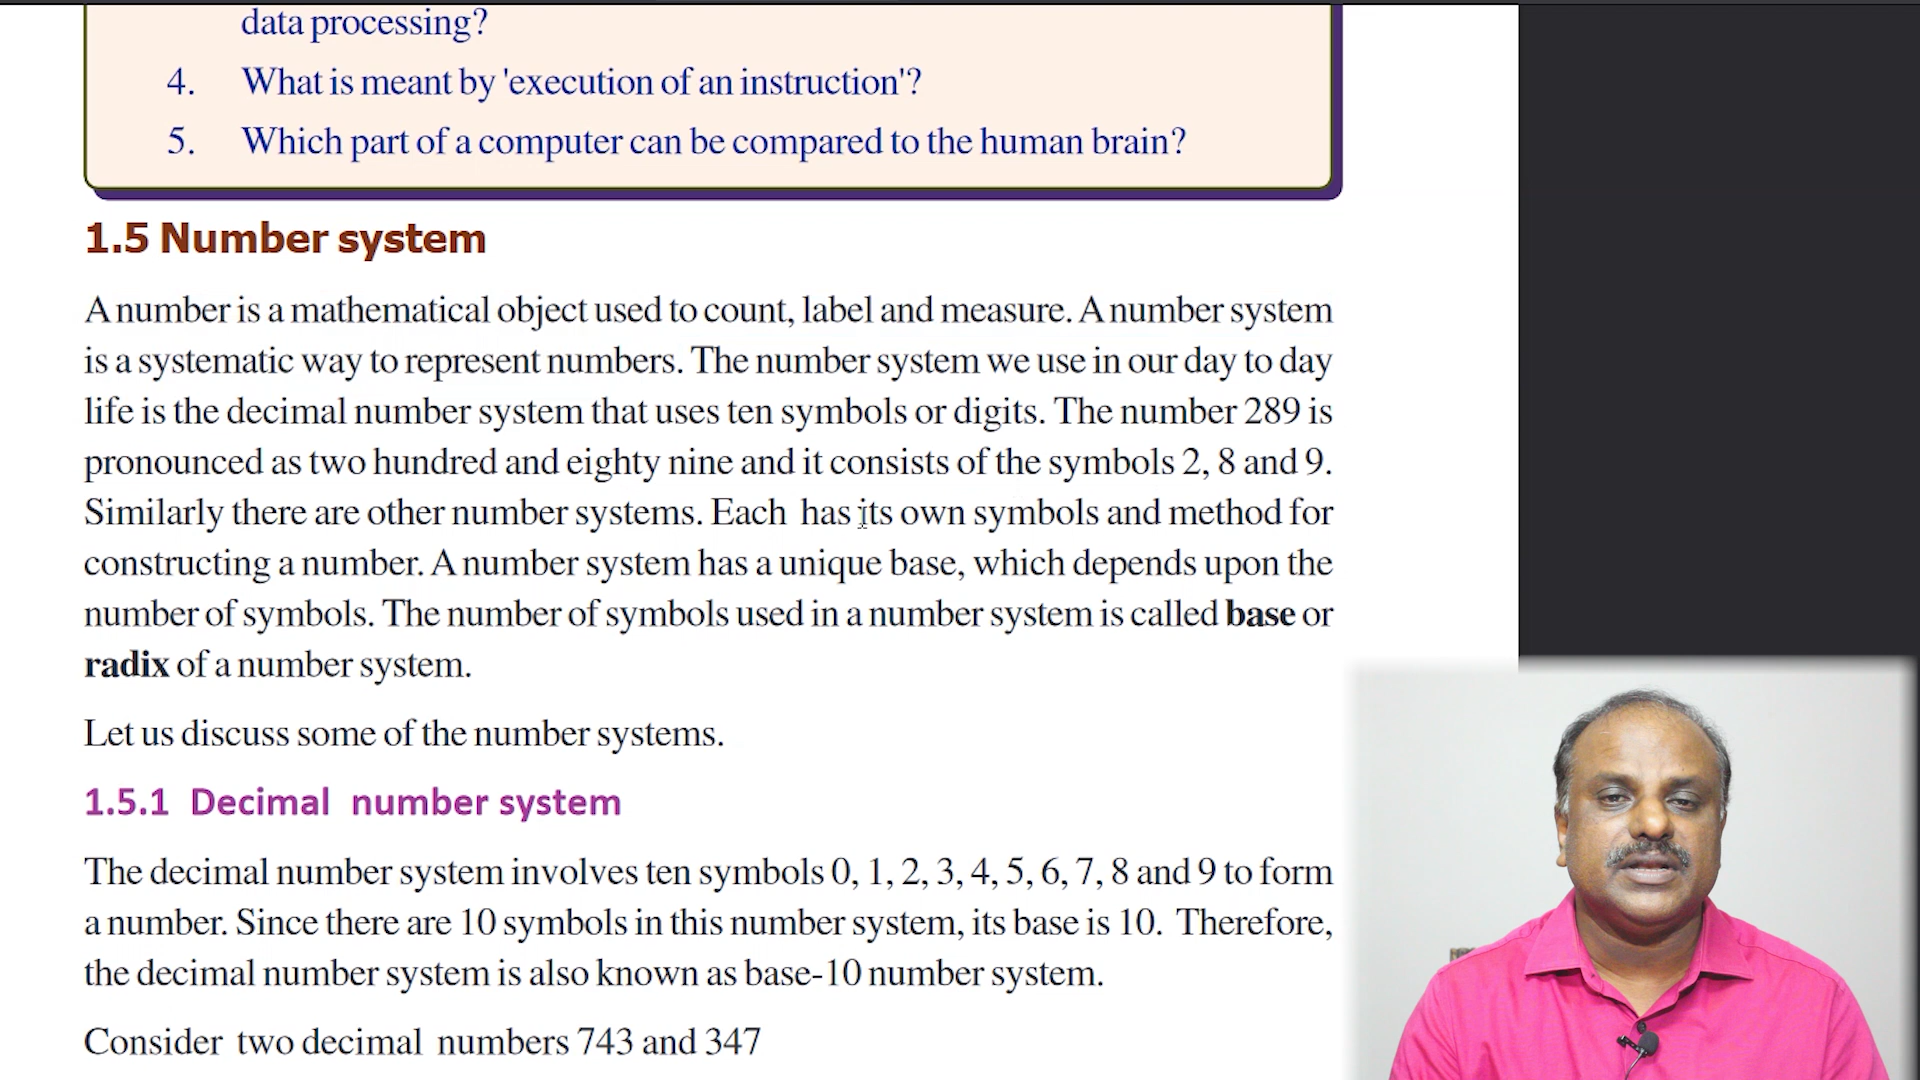 data processing?
4. What is meant by 'execution of an instruction'?
5. Which part of a computer can be compared to the human brain?
1.5 Number system
A number is a mathematical object used to count, label and measure. A number system
is a systematic way to represent numbers. The number system we use in our day to day
life is the decimal number system that uses ten symbols or digits. The number 289 is
pronounced as two hundred and eighty nine and it consists of the symbols 2, 8 and 9.
Similarly there are other number systems. Each has its own symbols and method for
constructing a number. A number system has a unique base, which depends upon the
number of symbols. The number of symbols used in a number system is called base or
radix of a number system.
Let us discuss some of the number systems.
1.5.1 Decimal number system
The decimal number system involves ten symbols 0, 1, 2, 3, 4, 5, 6, 7, 8 and 9 to form
a number. Since there are 10 symbols in this number system, its base is 10. Therefore,
the decimal number system is also known as base-10 number system.
Consider two decimal numbers 743 and 347